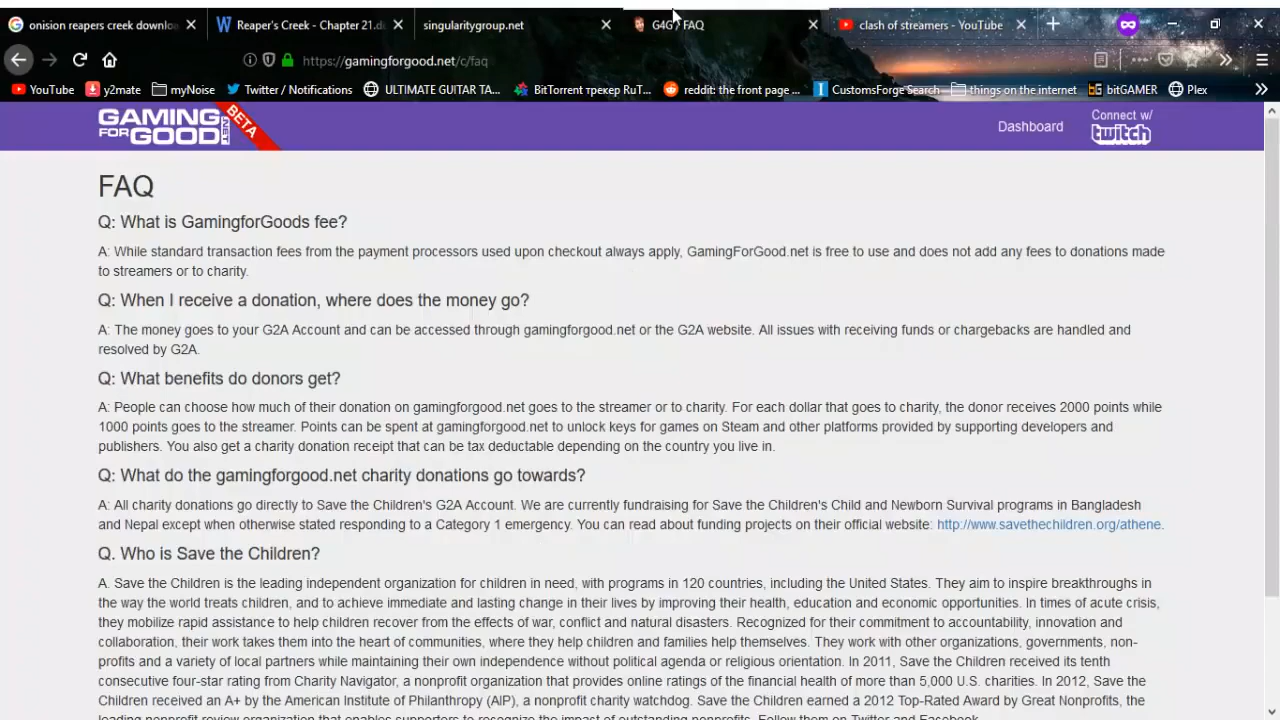 onision reapers creek downlo
Reaper's Creek - Chapter 21.d
singularitygroup.net
G4G / FAQ
clash of streamers - YouTube
https://gamingforgood.net/c/faq
YouTube
y2mate
myNoise
Twitter / Notifications
ULTIMATE GUITAR TA...
BitTorrent трекер RuT...
reddit: the front page ...
CustomsForge Search
things on the internet
bitGAMER
Plex
GAMING
FOR GOOD .NET
BETA
Dashboard
Connect w/
twitch
FAQ
Q: What is GamingforGoods fee?
A: While standard transaction fees from the payment processors used upon checkout always apply, GamingForGood.net is free to use and does not add any fees to donations made
to streamers or to charity.
Q: When I receive a donation, where does the money go?
A: The money goes to your G2A Account and can be accessed through gamingforgood.net or the G2A website. All issues with receiving funds or chargebacks are handled and
resolved by G2A.
Q: What benefits do donors get?
A: People can choose how much of their donation on gamingforgood.net goes to the streamer or to charity. For each dollar that goes to charity, the donor receives 2000 points while
1000 points goes to the streamer. Points can be spent at gamingforgood.net to unlock keys for games on Steam and other platforms provided by supporting developers and
publishers. You also get a charity donation receipt that can be tax deductable depending on the country you live in.
Q: What do the gamingforgood.net charity donations go towards?
A: All charity donations go directly to Save the Children's G2A Account. We are currently fundraising for Save the Children's Child and Newborn Survival programs in Bangladesh
and Nepal except when otherwise stated responding to a Category 1 emergency. You can read about funding projects on their official website: http://www.savethechildren.org/athene.
Q. Who is Save the Children?
A. Save the Children is the leading independent organization for children in need, with programs in 120 countries, including the United States. They aim to inspire breakthroughs in
the way the world treats children, and to achieve immediate and lasting change in their lives by improving their health, education and economic opportunities. In times of acute crisis,
they mobilize rapid assistance to help children recover from the effects of war, conflict and natural disasters. Recognized for their commitment to accountability, innovation and
collaboration, their work takes them into the heart of communities, where they help children and families help themselves. They work with other organizations, governments, non-
profits and a variety of local partners while maintaining their own independence without political agenda or religious orientation. In 2011, Save the Children received its tenth
consecutive four-star rating from Charity Navigator, a nonprofit organization that provides online ratings of the financial health of more than 5,000 U.S. charities. In 2012, Save the
Children received an A+ by the American Institute of Philanthropy (AIP), a nonprofit charity watchdog. Save the Children earned a 2012 Top-Rated Award by Great Nonprofits, the
leading nonprofit review organization that enables supporters to recognize the impact of outstanding nonprofits. Follow them on Twitter and Facebook.